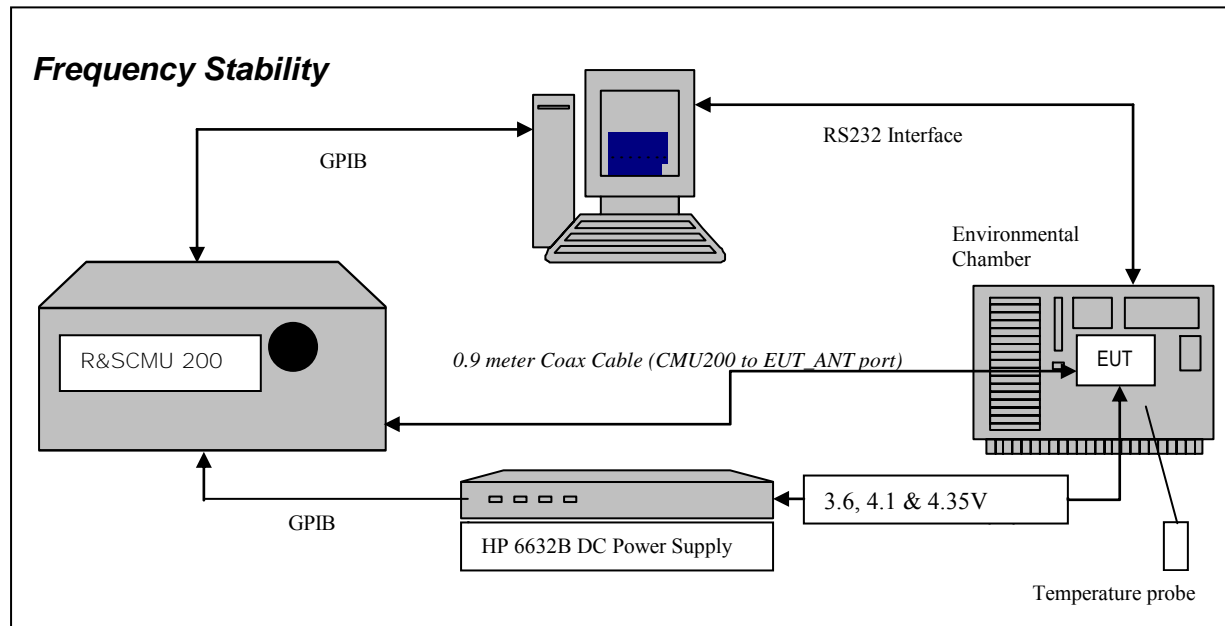 Frequency Stability
GPIB
RS232 Interface
Environmental
Chamber
R&SCMU 200
0.9 meter Coax Cable (CMU200 to EUT_ANT port)
EUT
GPIB
3.6, 4.1 & 4.35V
HP 6632B DC Power Supply
Temperature probe